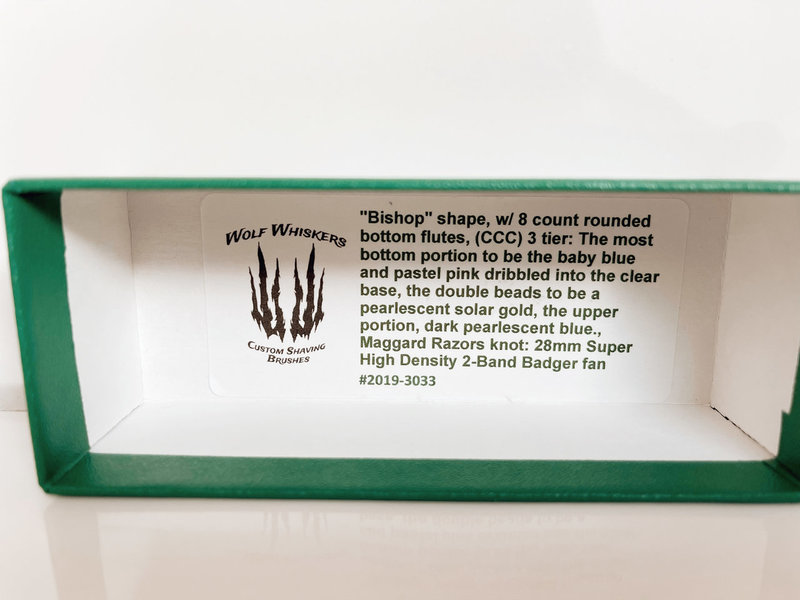 WOLF WHISKERS
CUSTOM SHAVING
BRUSHES
"Bishop" shape, w/ 8 count rounded
bottom flutes, (CCC) 3 tier: The most
bottom portion to be the baby blue
and pastel pink dribbled into the clear
base, the double beads to be a
pearlescent solar gold, the upper
portion, dark pearlescent blue.,
Maggard Razors knot: 28mm Super
High Density 2-Band Badger fan
#2019-3033